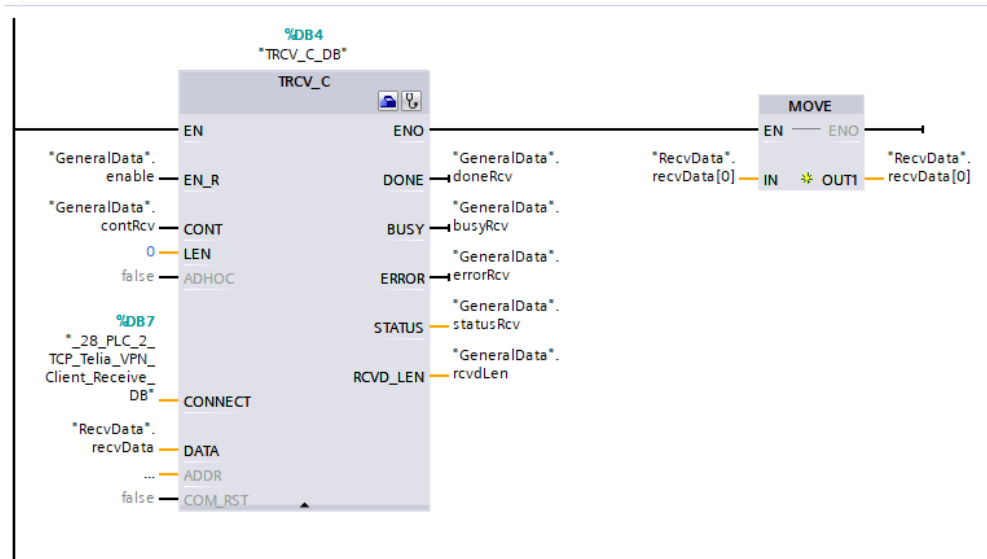 %DB4
"TRCV_C_DB"
TRCV_C
EN
ENO
"GeneralData".
enable
EN_R
DONE
"GeneralData".
doneRcv
"GeneralData".
contRcv
CONT
BUSY
"GeneralData".
busyRcv
0
LEN
false
ADHOC
ERROR
"GeneralData".
errorRcv
%DB7
"_28_PLC_2_
TCP_Telia_VPN_
Client_Receive_
DB"
CONNECT
STATUS
"GeneralData".
statusRcv
RCVD_LEN
"GeneralData".
rcvdLen
"RecvData".
recvData
DATA
...
ADDR
false
COM_RST
MOVE
EN
ENO
"RecvData".
recvData[0]
IN
OUT1
"RecvData".
recvData[0]